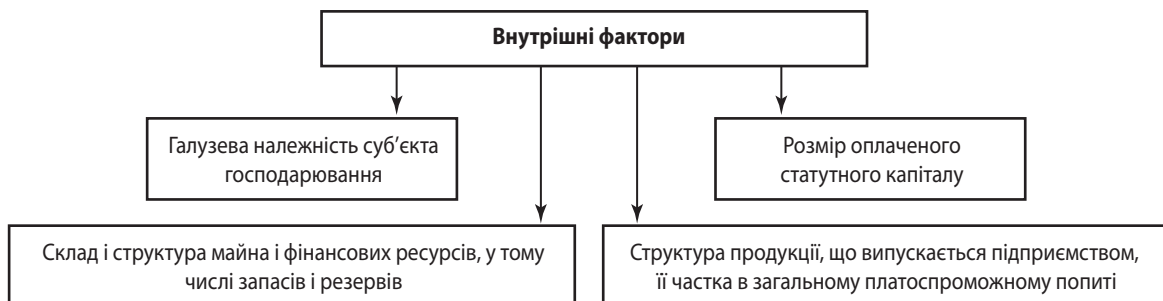 Внутрішні фактори
Галузева належність суб’єкта
господарювання
Розмір оплаченого
статутного капіталу
Склад і структура майна і фінансових ресурсів, у тому
числі запасів і резервів
Структура продукції, що випускається підприємством,
її частка в загальному платоспроможному попиті